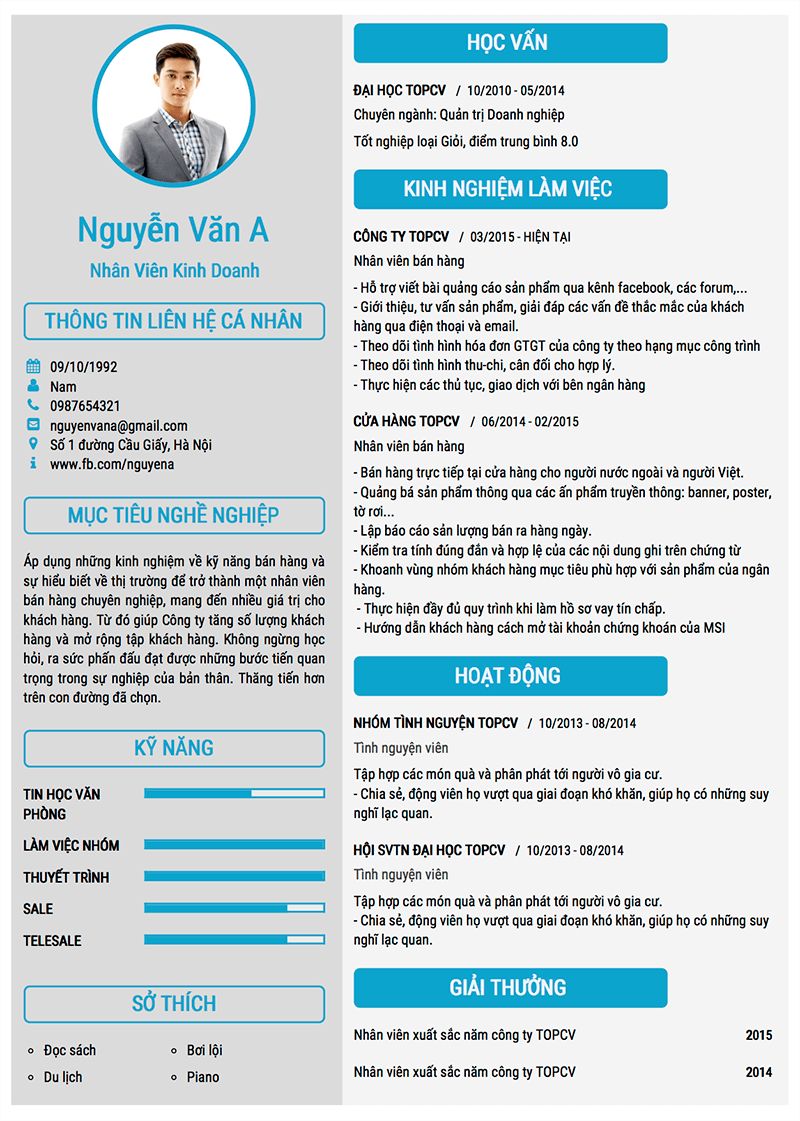 Nguyễn Văn A
Nhân Viên Kinh Doanh
THÔNG TIN LIÊN HỆ CÁ NHÂN
09/10/1992
Nam
0987654321
nguyenvana@gmail.com
Số 1 đường Cầu Giấy, Hà Nội
www.fb.com/nguyena
MỤC TIÊU NGHỀ NGHIỆP
Áp dụng những kinh nghiệm về kỹ năng bán hàng và
sự hiểu biết về thị trường để trở thành một nhân viên
bán hàng chuyên nghiệp, mang đến nhiều giá trị cho
khách hàng. Từ đó giúp Công ty tăng số lượng khách
hàng và mở rộng tập khách hàng. Không ngừng học
hỏi, ra sức phấn đấu đạt được những bước tiến quan
trọng trong sự nghiệp của bản thân. Thăng tiến hơn
trên con đường đã chọn.
KỸ NĂNG
TIN HỌC VĂN
PHÒNG
LÀM VIỆC NHÓM
THUYẾT TRÌNH
SALE
TELESALE
SỞ THÍCH
Đọc sách
Bơi lội
Du lịch
Piano
HỌC VẤN
ĐẠI HỌC TOPCV / 10/2010 - 05/2014
Chuyên ngành: Quản trị Doanh nghiệp
Tốt nghiệp loại Giỏi, điểm trung bình 8.0
KINH NGHIỆM LÀM VIỆC
CÔNG TY TOPCV / 03/2015 - HIỆN TẠI
Nhân viên bán hàng
- Hỗ trợ viết bài quảng cáo sản phẩm qua kênh facebook, các forum,...
- Giới thiệu, tư vấn sản phẩm, giải đáp các vấn đề thắc mắc của khách
hàng qua điện thoại và email.
- Theo dõi tình hình hóa đơn GTGT của công ty theo hạng mục công trình
- Theo dõi tình hình thu-chi, cân đối cho hợp lý.
- Thực hiện các thủ tục, giao dịch với bên ngân hàng
CỬA HÀNG TOPCV / 06/2014 - 02/2015
Nhân viên bán hàng
- Bán hàng trực tiếp tại cửa hàng cho người nước ngoài và người Việt.
- Quảng bá sản phẩm thông qua các ấn phẩm truyền thông: banner, poster,
tờ rơi...
- Lập báo cáo sản lượng bán ra hàng ngày.
- Kiểm tra tính đúng đắn và hợp lệ của các nội dung ghi trên chứng từ
- Khoanh vùng nhóm khách hàng mục tiêu phù hợp với sản phẩm của ngân
hàng.
- Thực hiện đầy đủ quy trình khi làm hồ sơ vay tín chấp.
- Hướng dẫn khách hàng cách mở tài khoản chứng khoán của MSI
HOẠT ĐỘNG
NHÓM TÌNH NGUYỆN TOPCV / 10/2013 - 08/2014
Tình nguyện viên
Tập hợp các món quà và phân phát tới người vô gia cư.
- Chia sẻ, động viên họ vượt qua giai đoạn khó khăn, giúp họ có những suy
nghĩ lạc quan.
HỘI SVTN ĐẠI HỌC TOPCV / 10/2013 - 08/2014
Tình nguyện viên
Tập hợp các món quà và phân phát tới người vô gia cư.
- Chia sẻ, động viên họ vượt qua giai đoạn khó khăn, giúp họ có những suy
nghĩ lạc quan.
GIẢI THƯỞNG
Nhân viên xuất sắc năm công ty TOPCV 2015
Nhân viên xuất sắc năm công ty TOPCV 2014